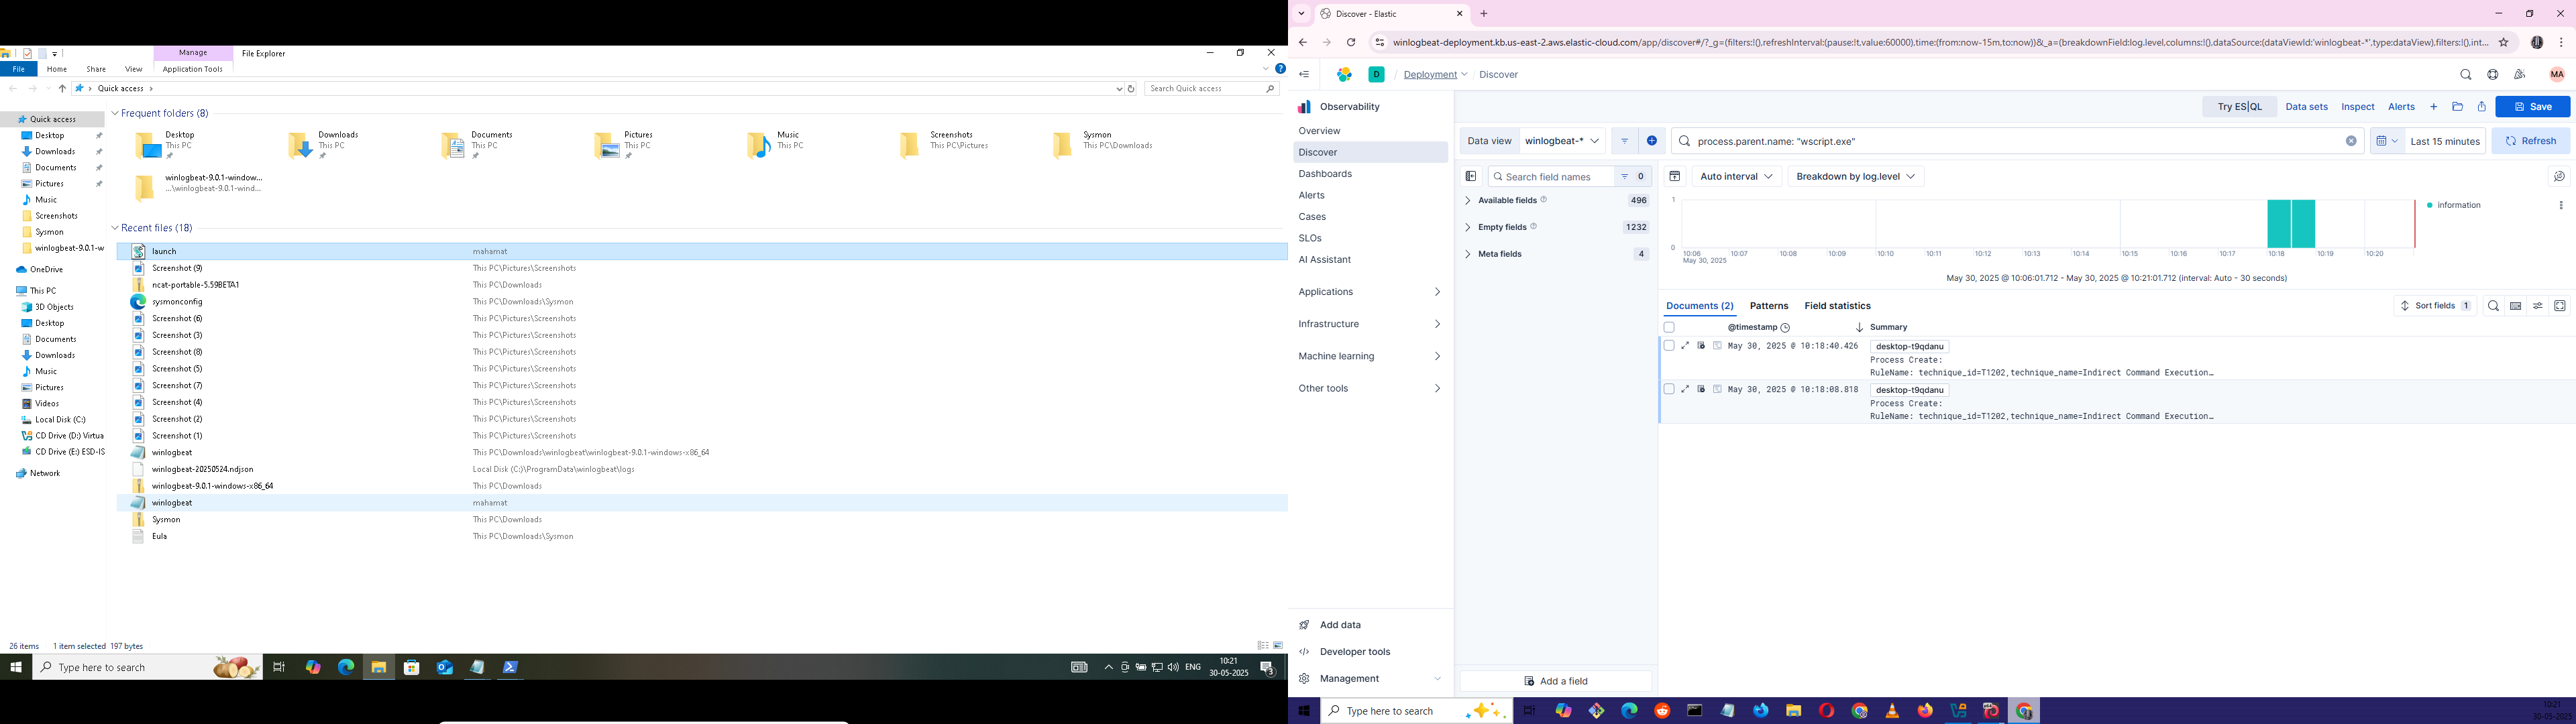 Manage
File Explorer
File
Home
Share
View
Application Tools
Quick access
Search Quick access
Quick access
Desktop
Downloads
Documents
Pictures
Music
Screenshots
Sysmon
winlogbeat-9.0.1-w
OneDrive
This PC
3D Objects
Desktop
Documents
Downloads
Music
Pictures
Videos
Local Disk (C:)
CD Drive (D:) Virtua
CD Drive (E:) ESD-IS
Network
Frequent folders (8)
Desktop
This PC
Downloads
This PC
Documents
This PC
Pictures
This PC
Music
This PC
Screenshots
This PC\Pictures
Sysmon
This PC\Downloads
winlogbeat-9.0.1-window...
...\winlogbeat-9.0.1-wind...
Recent files (18)
launch mahamat
Screenshot (9) This PC\Pictures\Screenshots
ncat-portable-5.59BETA1 This PC\Downloads
sysmonconfig This PC\Downloads\Sysmon
Screenshot (6) This PC\Pictures\Screenshots
Screenshot (3) This PC\Pictures\Screenshots
Screenshot (8) This PC\Pictures\Screenshots
Screenshot (5) This PC\Pictures\Screenshots
Screenshot (7) This PC\Pictures\Screenshots
Screenshot (4) This PC\Pictures\Screenshots
Screenshot (2) This PC\Pictures\Screenshots
Screenshot (1) This PC\Pictures\Screenshots
winlogbeat This PC\Downloads\winlogbeat\winlogbeat-9.0.1-windows-x86_64
winlogbeat-20250524.ndjson Local Disk (C:)\ProgramData\winlogbeat\logs
winlogbeat-9.0.1-windows-x86_64 This PC\Downloads
winlogbeat mahamat
Sysmon This PC\Downloads
Eula This PC\Downloads\Sysmon
26 items 1 item selected 197 bytes
Type here to search
ENG
10:21
30-05-2025
3
Discover - Elastic
winlogbeat-deployment.kb.us-east-2.aws.elastic-cloud.com/app/discover#/?_g=(filters:!(),refreshInterval:(pause:!t,value:60000),time:(from:now-15m,to:now))&_a=(breakdownField:log.level,columns:!(),dataSource:(dataViewId:'winlogbeat-*',type:dataView),filters:!(),int...
D / Deployment / Discover
MA
Observability
Overview
Discover
Dashboards
Alerts
Cases
SLOs
AI Assistant
Applications
Infrastructure
Machine learning
Other tools
Add data
Developer tools
Management
Try ES|QL
Data sets
Inspect
Alerts
Save
Data view
winlogbeat-*
process.parent.name: "wscript.exe"
Last 15 minutes
Refresh
Search field names
0
Available fields 496
Empty fields 1232
Meta fields 4
Add a field
Auto interval
Breakdown by log.level
1
0
10:06 10:07 10:08 10:09 10:10 10:11 10:12 10:13 10:14 10:15 10:16 10:17 10:18 10:19 10:20
May 30, 2025
information
May 30, 2025 @ 10:06:01.712 - May 30, 2025 @ 10:21:01.712 (interval: Auto - 30 seconds)
Documents (2)
Patterns
Field statistics
Sort fields 1
@timestamp
Summary
May 30, 2025 @ 10:18:40.426
desktop-t9qdanu
Process Create:
RuleName: technique_id=T1202,technique_name=Indirect Command Execution…
May 30, 2025 @ 10:18:08.818
desktop-t9qdanu
Process Create:
RuleName: technique_id=T1202,technique_name=Indirect Command Execution…
Type here to search
10:21